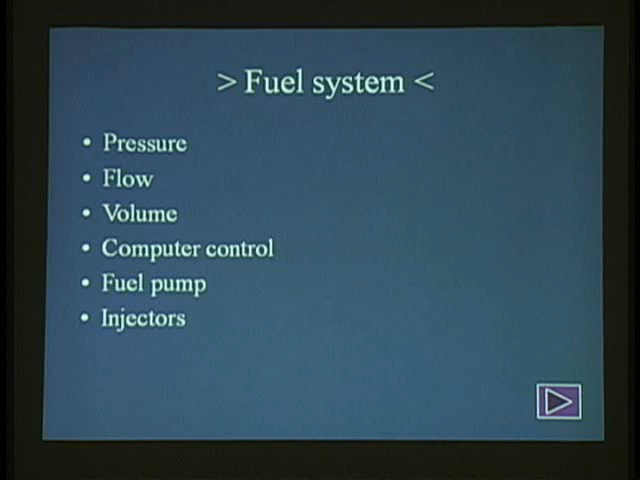 > Fuel system <
• Pressure
• Flow
• Volume
• Computer control
• Fuel pump
• Injectors